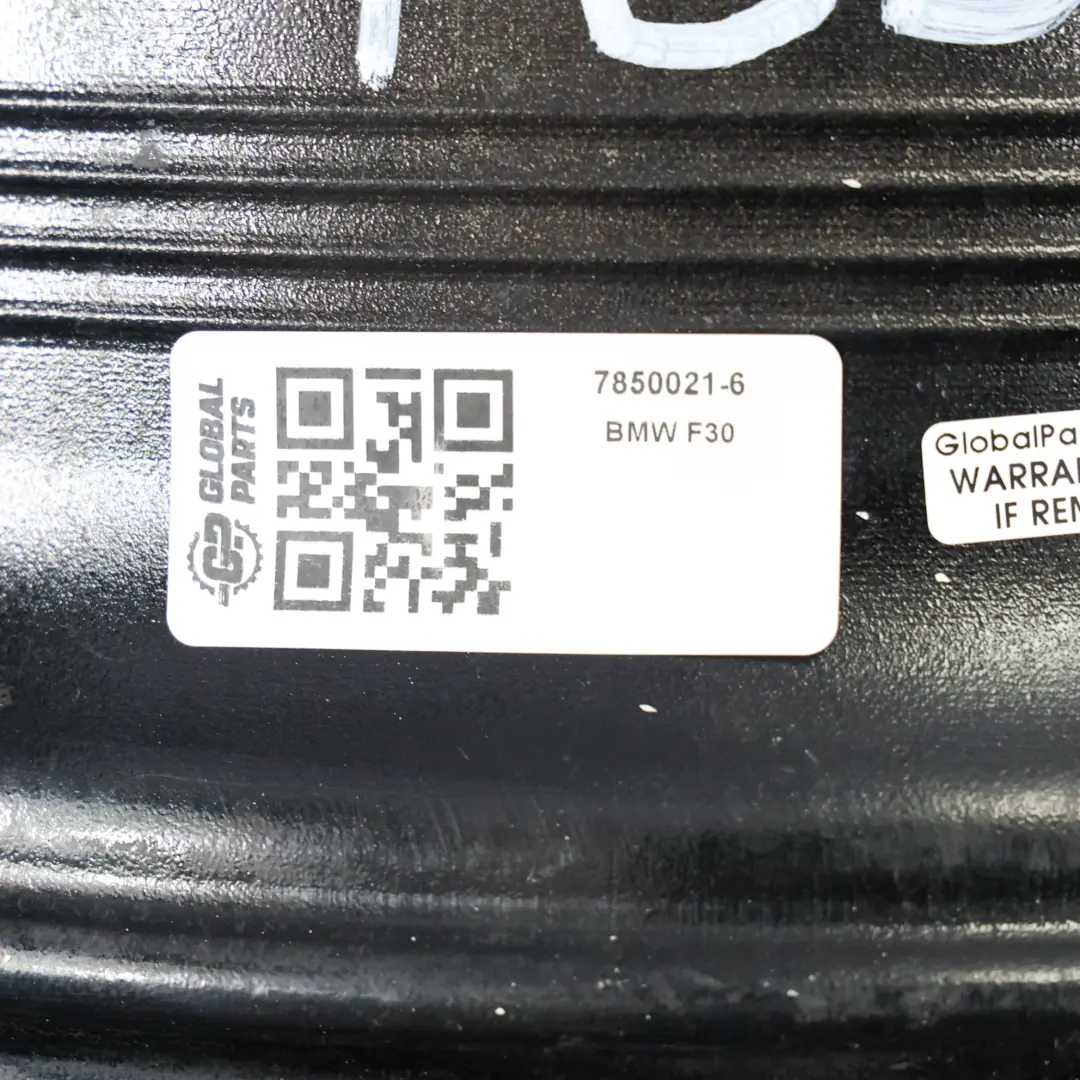 GLOBAL
PARTS
7850021-6
BMW F30
GlobalPa
WARRA
IF REM